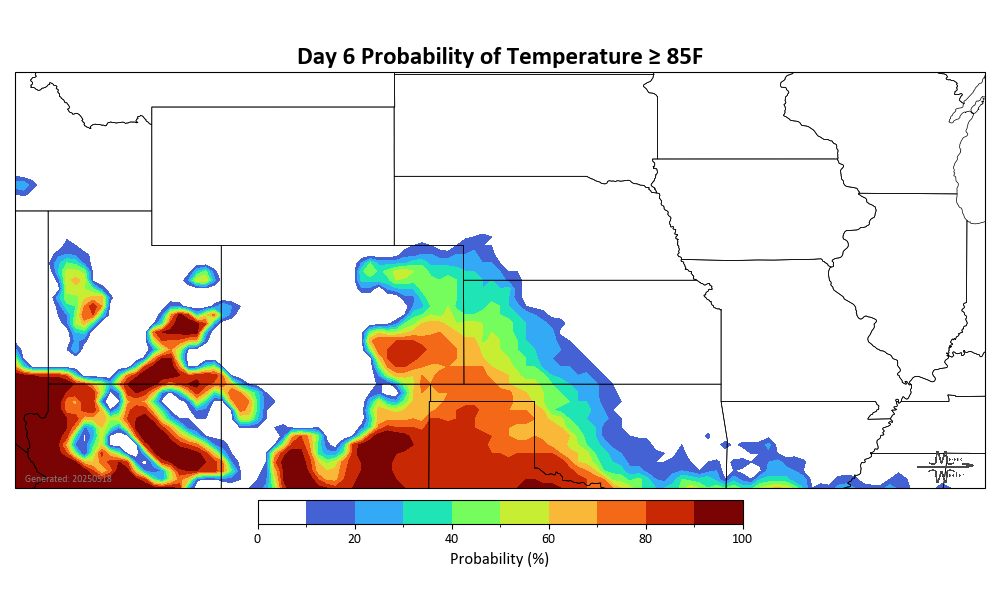 Day 6 Probability of Temperature ≥ 85F
Generated: 20250518
0 20 40 60 80 100
Probability (%)